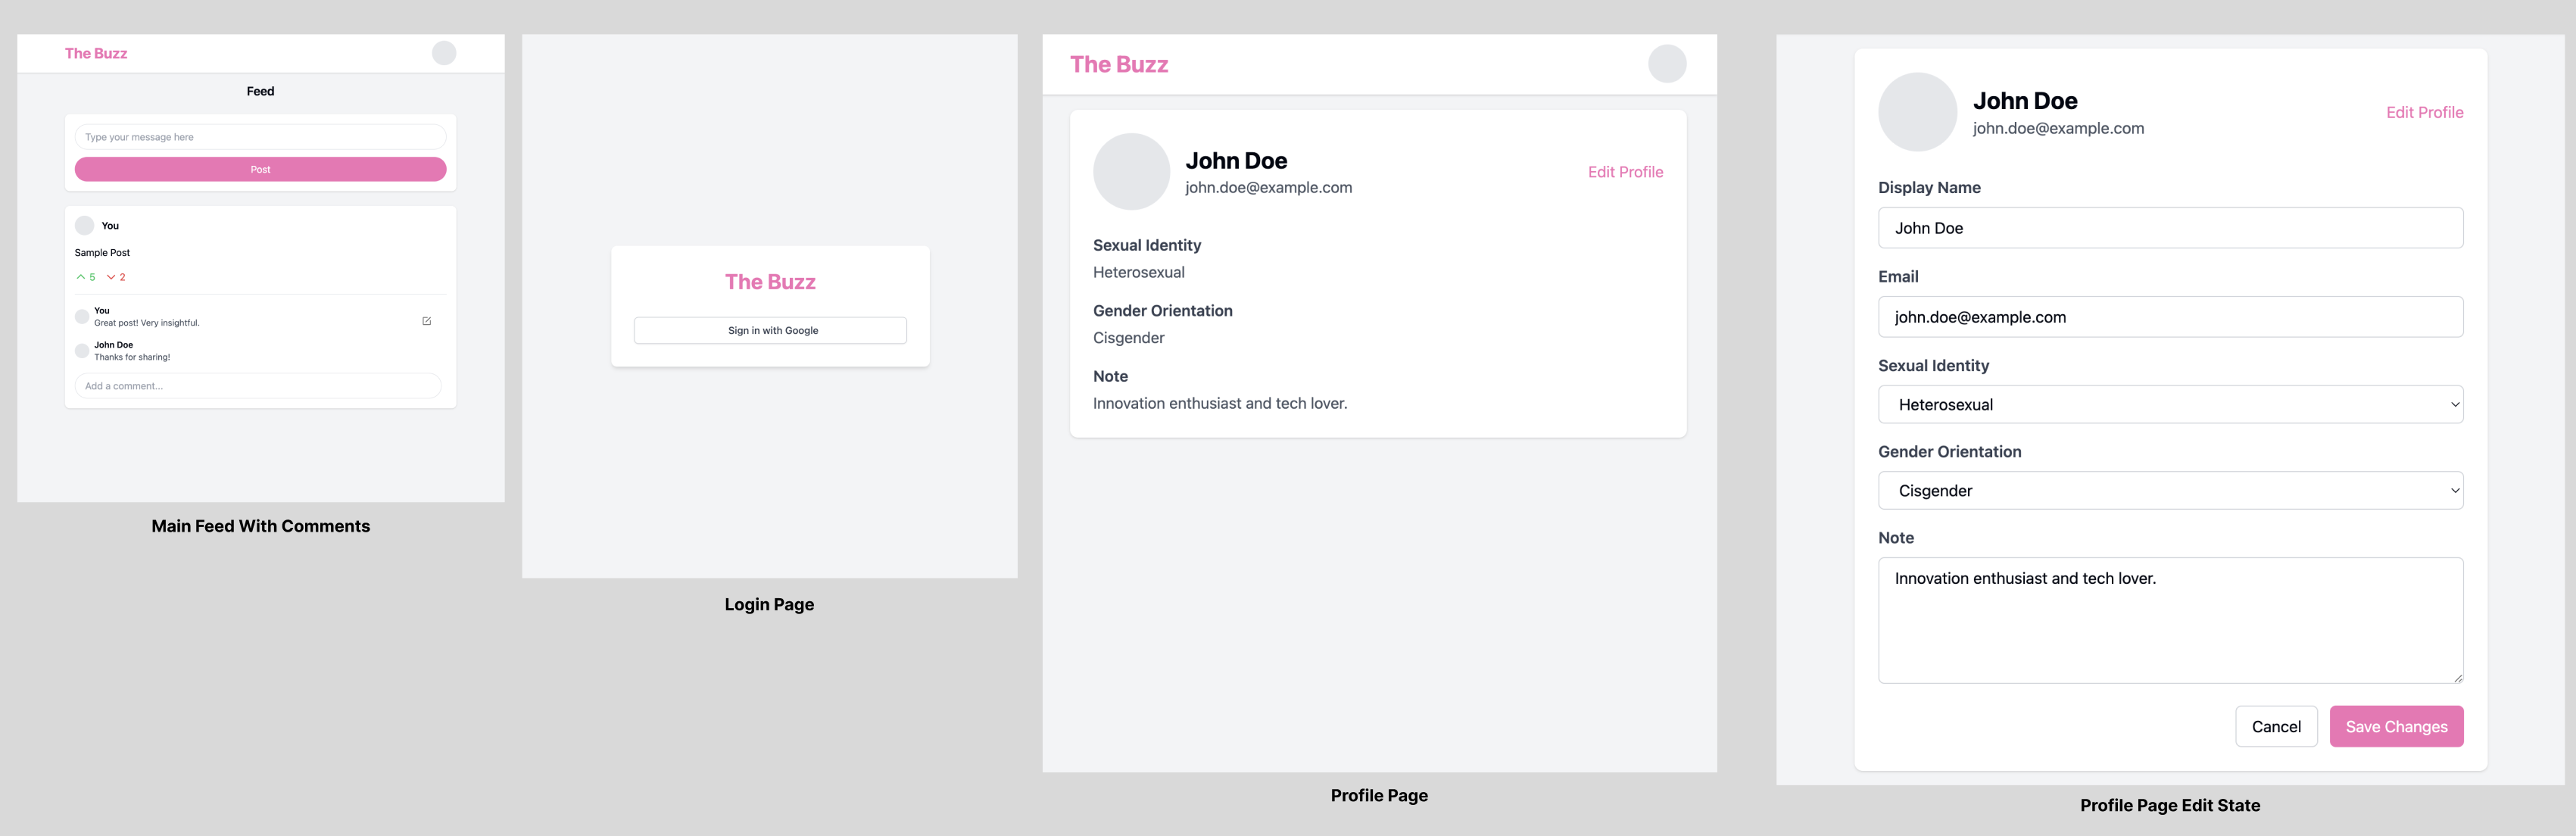 The Buzz
Feed
Type your message here
Post
You
Sample Post
5 2
You
Great post! Very insightful.
John Doe
Thanks for sharing!
Add a comment...
Main Feed With Comments
The Buzz
Sign in with Google
Login Page
The Buzz
John Doe
john.doe@example.com
Edit Profile
Sexual Identity
Heterosexual
Gender Orientation
Cisgender
Note
Innovation enthusiast and tech lover.
Profile Page
John Doe
john.doe@example.com
Edit Profile
Display Name
John Doe
Email
john.doe@example.com
Sexual Identity
Heterosexual
Gender Orientation
Cisgender
Note
Innovation enthusiast and tech lover.
Cancel Save Changes
Profile Page Edit State